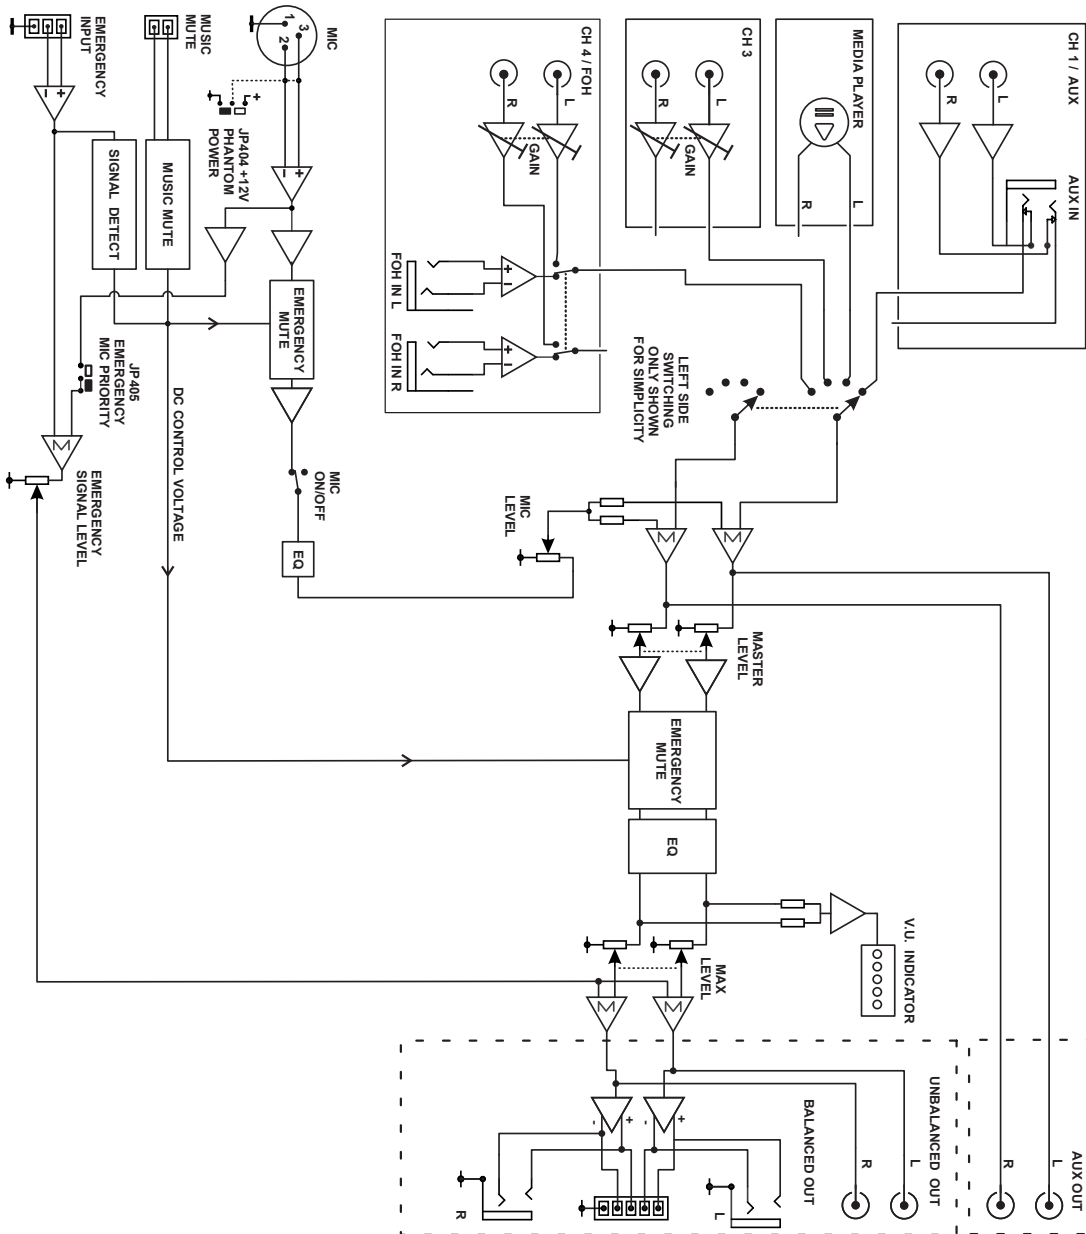 CH 1 / AUX
AUX IN
R
L
MEDIA PLAYER
R
L
CH 3
R
L
GAIN
CH 4 / FOH
R
L
GAIN
FOH IN L
+
−
FOH IN R
+
−
MIC
1
2
3
+
JP404 +12V
PHANTOM
POWER
−
+
MUSIC
MUTE
MUSIC MUTE
EMERGENCY
INPUT
−
+
SIGNAL DETECT
EMERGENCY
MUTE
JP405
EMERGENCY
MIC PRIORITY
DC CONTROL VOLTAGE
EMERGENCY
SIGNAL LEVEL
MIC
ON/OFF
EQ
LEFT SIDE
SWITCHING
ONLY SHOWN
FOR SIMPLICITY
MIC
LEVEL
MASTER
LEVEL
EMERGENCY
MUTE
EQ
V.U. INDICATOR
MAX
LEVEL
AUX OUT
L
R
UNBALANCED OUT
L
R
BALANCED OUT
-
+
-
+
L
R